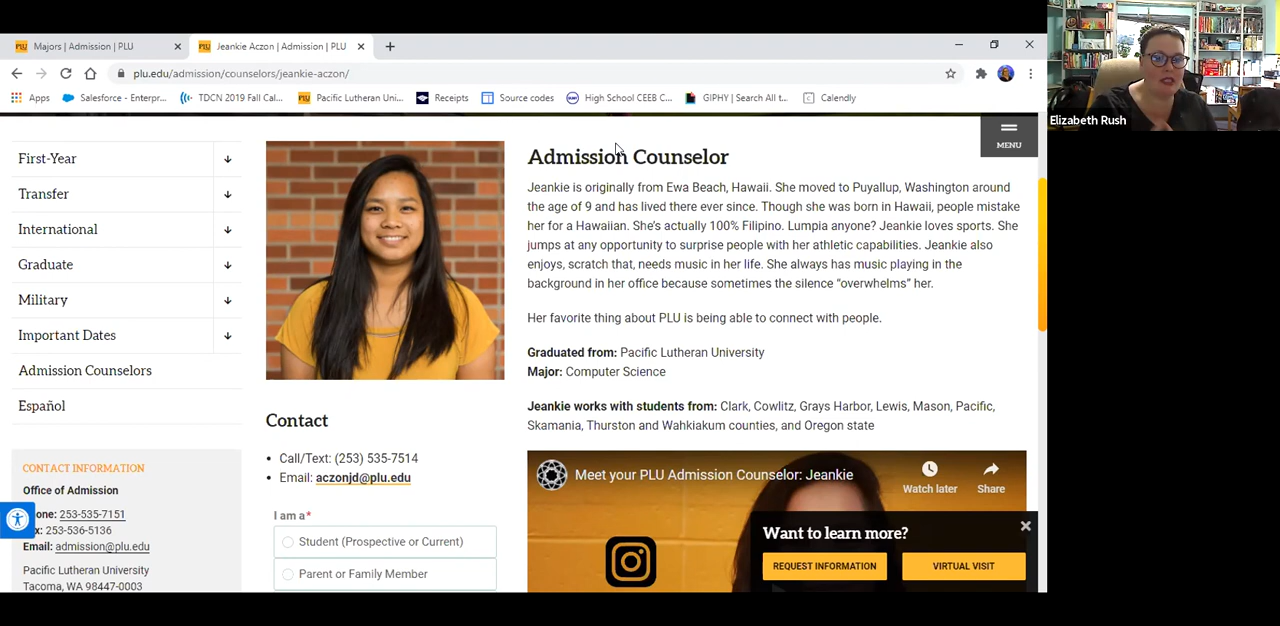 PLU Majors | Admission | PLU
PLU Jeankie Aczon | Admission | PLU
plu.edu/admission/counselors/jeankie-aczon/
Apps
Salesforce - Enterpr...
TDCN 2019 Fall Cal...
PLU Pacific Lutheran Uni...
Receipts
Source codes
High School CEEB C...
GIPHY | Search All t...
Calendly
Elizabeth Rush
MENU
First-Year
Transfer
International
Graduate
Military
Important Dates
Admission Counselors
Español
CONTACT INFORMATION
Office of Admission
one: 253-535-7151
x: 253-536-5136
Email: admission@plu.edu
Pacific Lutheran University
Tacoma, WA 98447-0003
Contact
• Call/Text: (253) 535-7514
• Email: aczonjd@plu.edu
I am a*
Student (Prospective or Current)
Parent or Family Member
Admission Counselor
Jeankie is originally from Ewa Beach, Hawaii. She moved to Puyallup, Washington around
the age of 9 and has lived there ever since. Though she was born in Hawaii, people mistake
her for a Hawaiian. She's actually 100% Filipino. Lumpia anyone? Jeankie loves sports. She
jumps at any opportunity to surprise people with her athletic capabilities. Jeankie also
enjoys, scratch that, needs music in her life. She always has music playing in the
background in her office because sometimes the silence “overwhelms” her.
Her favorite thing about PLU is being able to connect with people.
Graduated from: Pacific Lutheran University
Major: Computer Science
Jeankie works with students from: Clark, Cowlitz, Grays Harbor, Lewis, Mason, Pacific,
Skamania, Thurston and Wahkiakum counties, and Oregon state
Meet your PLU Admission Counselor: Jeankie
Watch later
Share
Want to learn more?
REQUEST INFORMATION
VIRTUAL VISIT